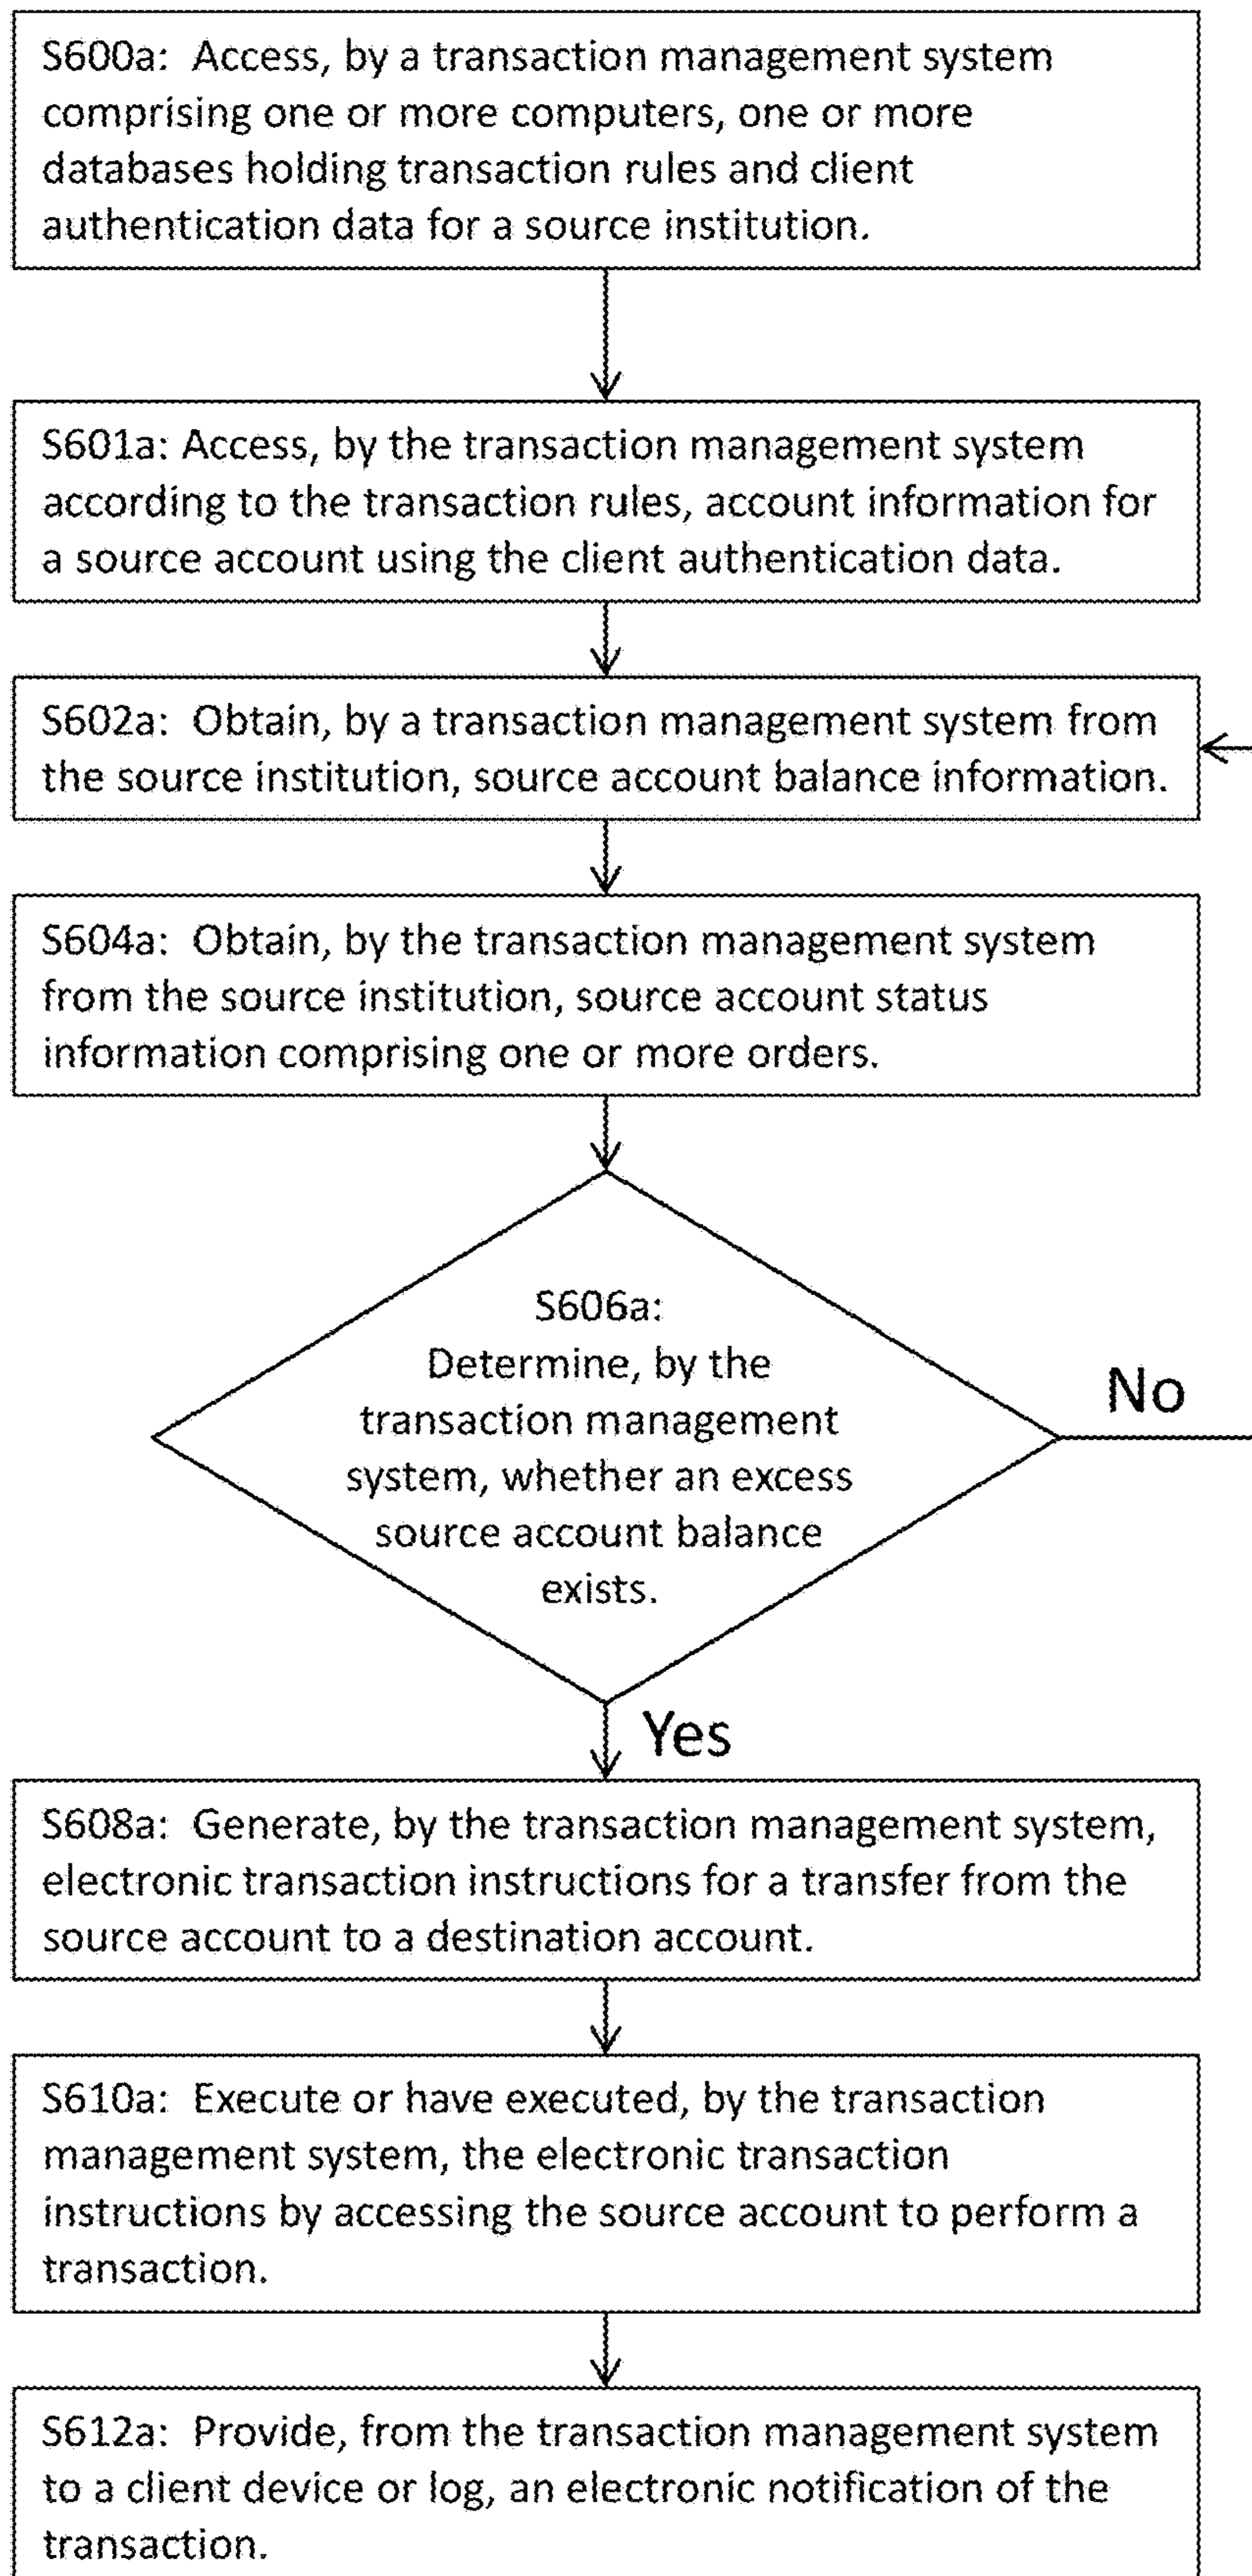 S600a: Access, by a transaction management system
comprising one or more computers, one or more
databases holding transaction rules and client
authentication data for a source institution.
S601a: Access, by the transaction management system
according to the transaction rules, account information for
a source account using the client authentication data.
S602a: Obtain, by a transaction management system from
the source institution, source account balance information.
S604a: Obtain, by the transaction management system
from the source institution, source account status
information comprising one or more orders.
S606a:
Determine, by the
transaction management
system, whether an excess
source account balance
exists.
No
Yes
S608a: Generate, by the transaction management system,
electronic transaction instructions for a transfer from the
source account to a destination account.
S610a: Execute or have executed, by the transaction
management system, the electronic transaction
instructions by accessing the source account to perform a
transaction.
S612a: Provide, from the transaction management system
to a client device or log, an electronic notification of the
transaction.